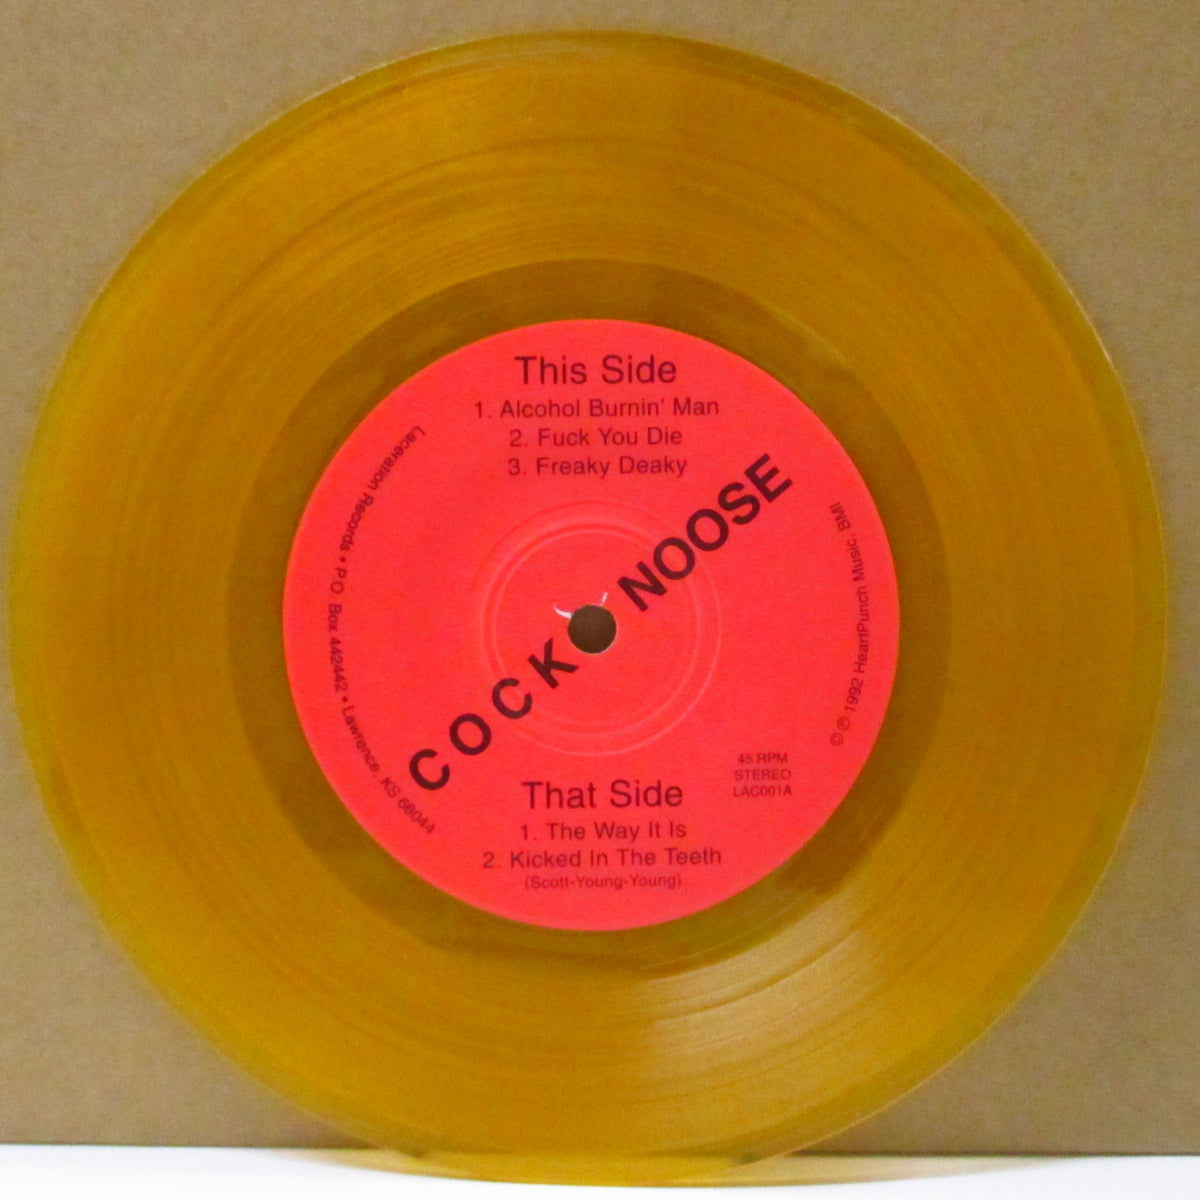 This Side
1. Alcohol Burnin' Man
2. Fuck You Die
3. Freaky Deaky
COCK NOOSE
Laceration Records • P.O. Box 442442 • Lawrence, KS 66044
© ℗ 1992 HeartPunch Music, BMI
45 RPM
STEREO
LAC001A
That Side
1. The Way It Is
2. Kicked In The Teeth
(Scott-Young-Young)